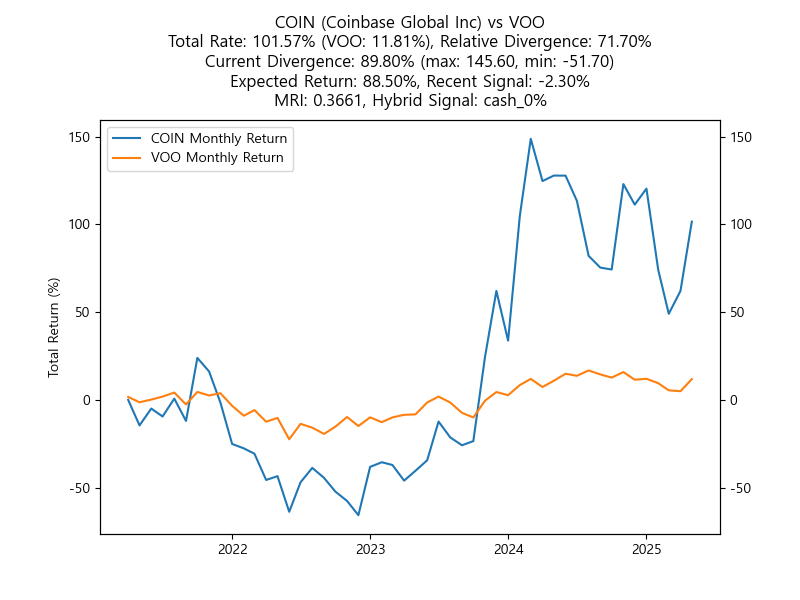 COIN (Coinbase Global Inc) vs VOO
Total Rate: 101.57% (VOO: 11.81%), Relative Divergence: 71.70%
Current Divergence: 89.80% (max: 145.60, min: -51.70)
Expected Return: 88.50%, Recent Signal: -2.30%
MRI: 0.3661, Hybrid Signal: cash_0%
COIN Monthly Return
VOO Monthly Return
Total Return (%)
150
100
50
0
-50
150
100
50
0
-50
2022
2023
2024
2025